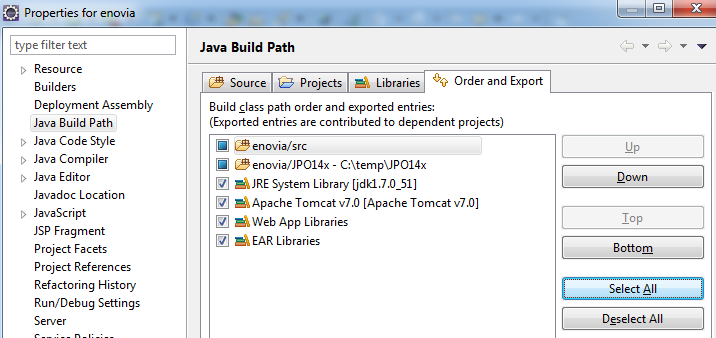 Properties for enovia
type filter text
Resource
Builders
Deployment Assembly
Java Build Path
Java Code Style
Java Compiler
Java Editor
Javadoc Location
JavaScript
JSP Fragment
Project Facets
Project References
Refactoring History
Run/Debug Settings
Server
Service Policies
Java Build Path
Source Projects Libraries Order and Export
Build class path order and exported entries:
(Exported entries are contributed to dependent projects)
enovia/src
enovia/JPO14x - C:\temp\JPO14x
JRE System Library [jdk1.7.0_51]
Apache Tomcat v7.0 [Apache Tomcat v7.0]
Web App Libraries
EAR Libraries
Up
Down
Top
Bottom
Select All
Deselect All